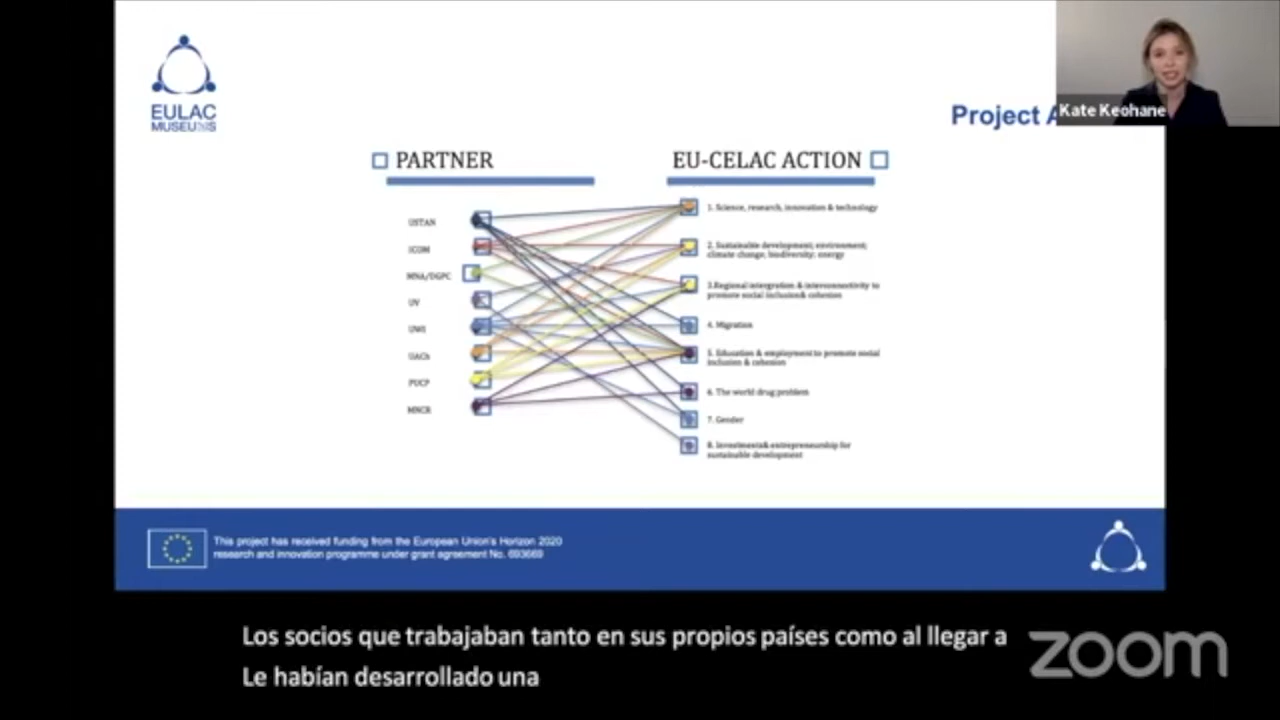 EULAC
MUSEUMS
Project A
Kate Keohane
PARTNER
EU-CELAC ACTION
USTAN
ICOM
MNA/DGPC
UV
UWI
UACh
PUCP
MNCR
1. Science, research, innovation & technology
2. Sustainable development; environment;
climate change; biodiversity; energy
3.Regional intergration & interconnectivity to
promote social inclusion& cohesion
4. Migration
5. Education & employment to promote social
inclusion & cohesion
6. The world drug problem
7. Gender
8. Investments& entrepreneurship for
sustainable development
This project has received funding from the European Union's Horizon 2020
research and innovation programme under grant agreement No. 693669
Los socios que trabajaban tanto en sus propios países como al llegar a
Le habían desarrollado una
zoom